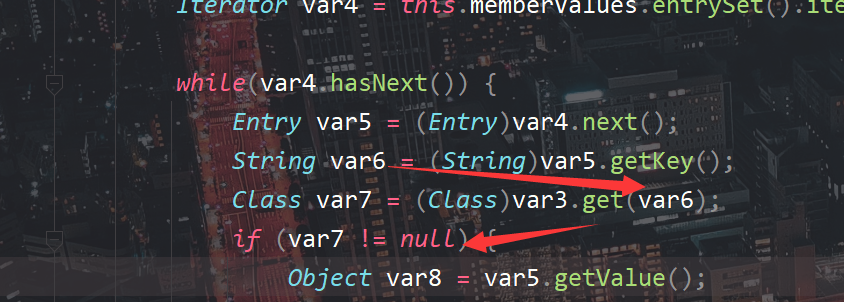 Iterator var4 = this.memberValues.entrySet().ite
while(var4.hasNext()) {
Entry var5 = (Entry)var4.next();
String var6 = (String)var5.getKey();
Class var7 = (Class)var3.get(var6);
if (var7 != null) {
Object var8 = var5.getValue();